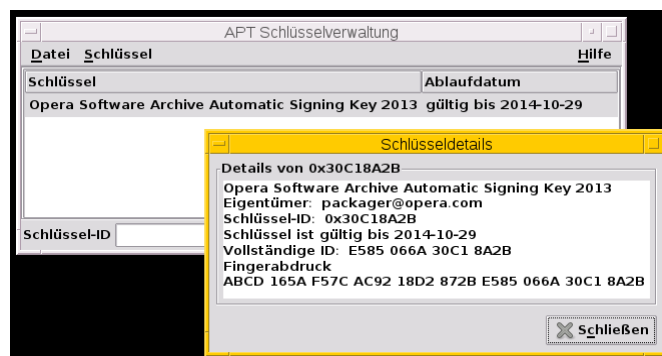 APT Schlüsselverwaltung
Datei Schlüssel Hilfe
Schlüssel Ablaufdatum
Opera Software Archive Automatic Signing Key 2013 gültig bis 2014-10-29
Schlüssel-ID
Schlüsseldetails
Details von 0x30C18A2B
Opera Software Archive Automatic Signing Key 2013
Eigentümer: packager@opera.com
Schlüssel-ID: 0x30C18A2B
Schlüssel ist gültig bis 2014-10-29
Vollständige ID: E585 066A 30C1 8A2B
Fingerabdruck
ABCD 165A F57C AC92 18D2 872B E585 066A 30C1 8A2B
Schließen